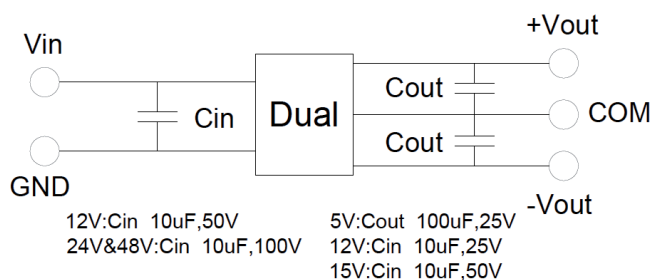 Vin
+Vout
Cin
Dual
Cout
COM
Cout
GND
-Vout
12V:Cin 10uF,50V
24V&48V:Cin 10uF,100V
5V:Cout 100uF,25V
12V:Cin 10uF,25V
15V:Cin 10uF,50V